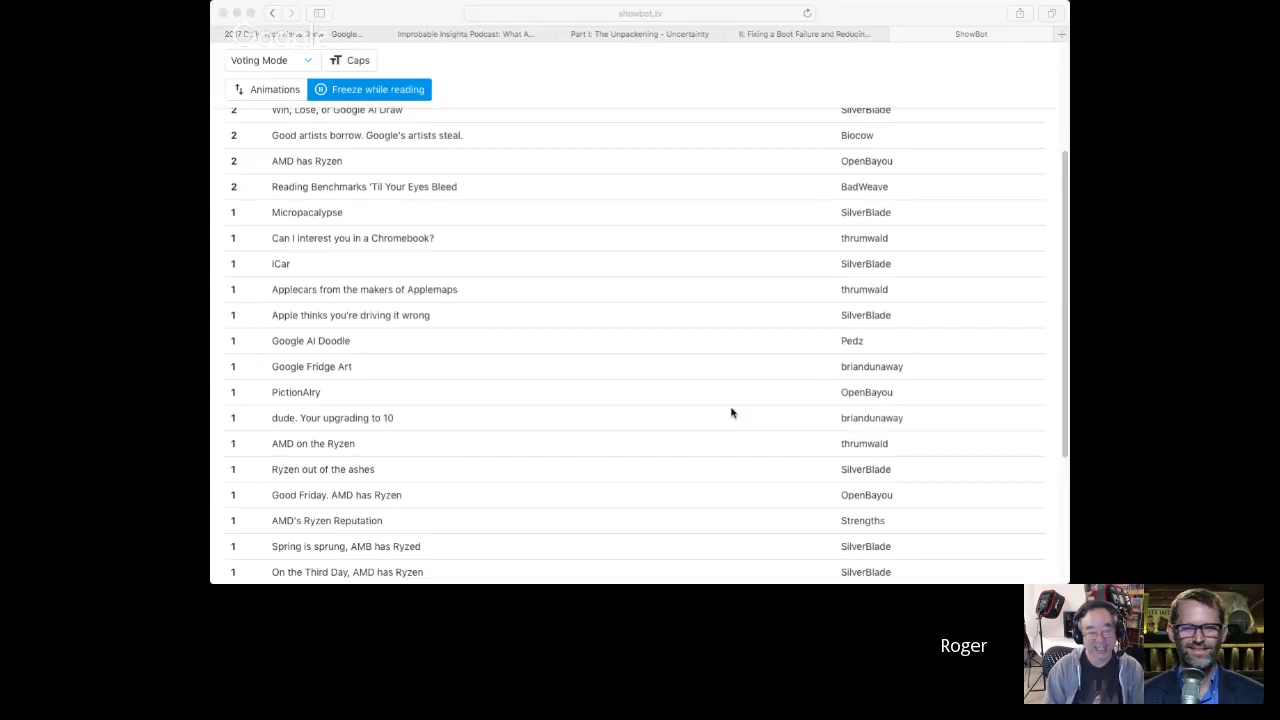 showbot.tv
Google
2017 D Google...
Improbable Insights Podcast: What A...
Part I: The Unpackening - Uncertainty
II: Fixing a Boot Failure and Reducin...
ShowBot
Voting Mode
Caps
Animations
Freeze while reading
2 Win, Lose, or Google AI Draw SilverBlade
2 Good artists borrow. Google's artists steal. Biocow
2 AMD has Ryzen OpenBayou
2 Reading Benchmarks 'Til Your Eyes Bleed BadWeave
1 Micropacalypse SilverBlade
1 Can I interest you in a Chromebook? thrumwald
1 iCar SilverBlade
1 Applecars from the makers of Applemaps thrumwald
1 Apple thinks you're driving it wrong SilverBlade
1 Google AI Doodle Pedz
1 Google Fridge Art briandunaway
1 PictionAIry OpenBayou
1 dude. Your upgrading to 10 briandunaway
1 AMD on the Ryzen thrumwald
1 Ryzen out of the ashes SilverBlade
1 Good Friday. AMD has Ryzen OpenBayou
1 AMD's Ryzen Reputation Strengths
1 Spring is sprung, AMB has Ryzed SilverBlade
1 On the Third Day, AMD has Ryzen SilverBlade
Roger